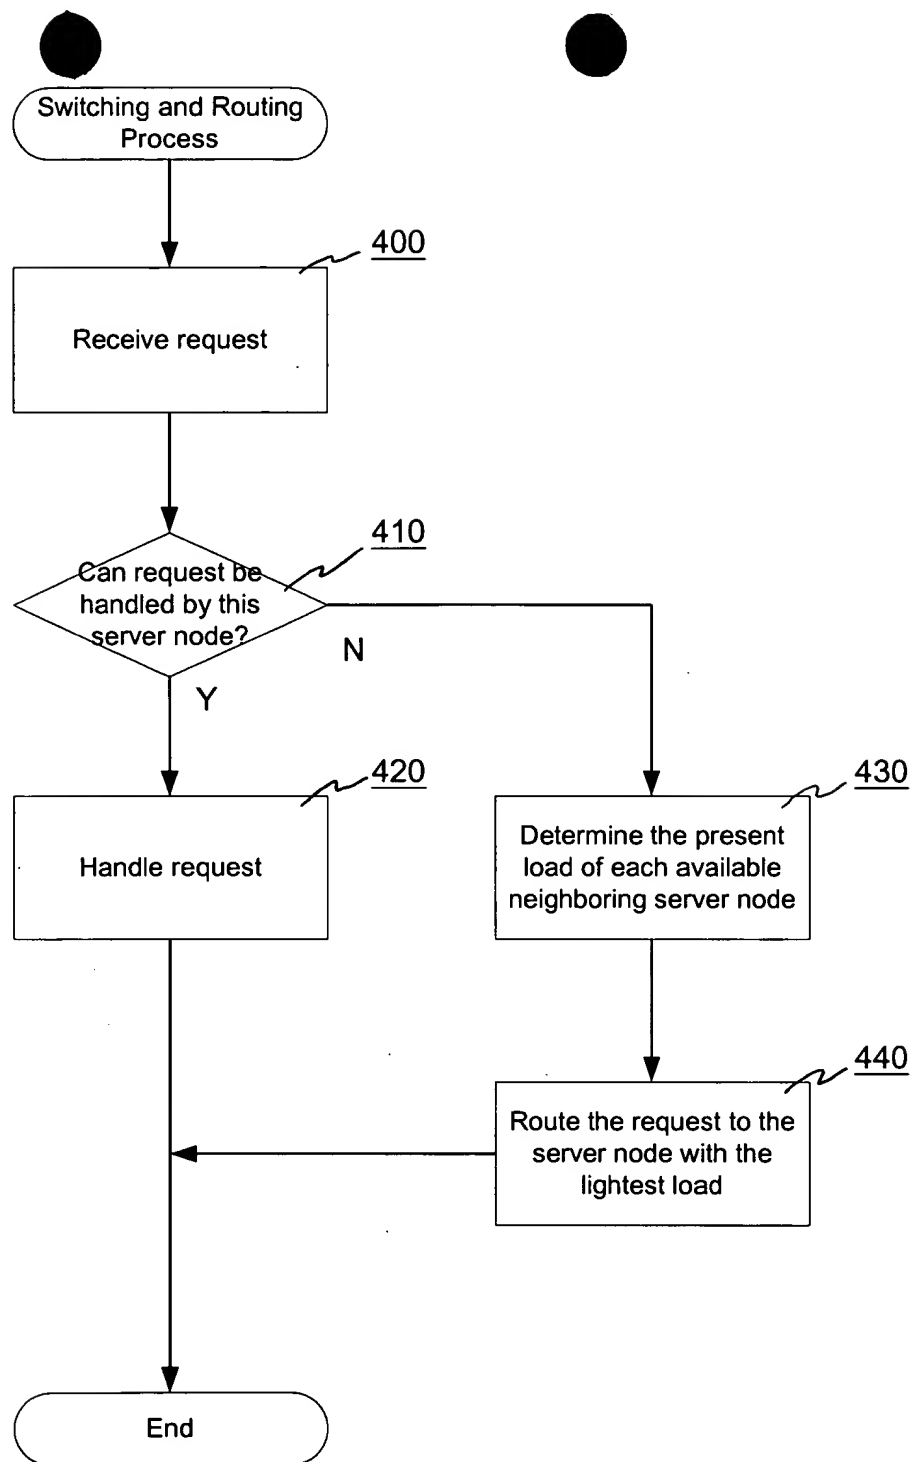 Switching and Routing
Process
400
Receive request
410
Can request be
handled by this
server node?
N
Y
420
Handle request
430
Determine the present
load of each available
neighboring server node
440
Route the request to the
server node with the
lightest load
End